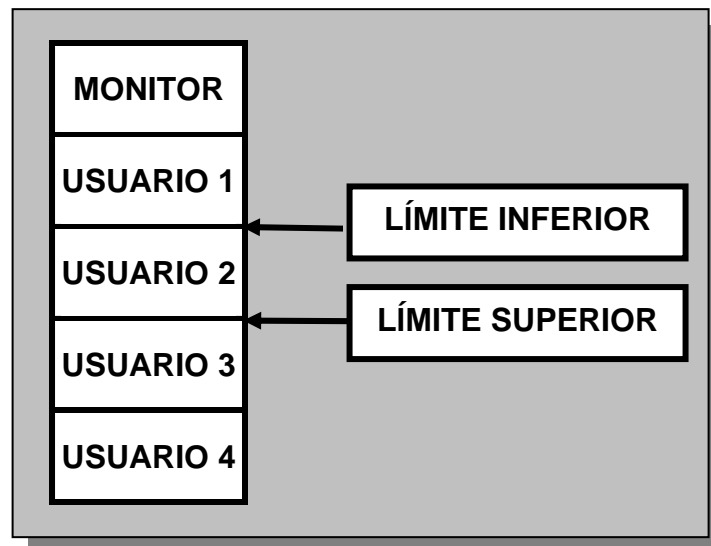 MONITOR
USUARIO 1
USUARIO 2
USUARIO 3
USUARIO 4
LÍMITE INFERIOR
LÍMITE SUPERIOR